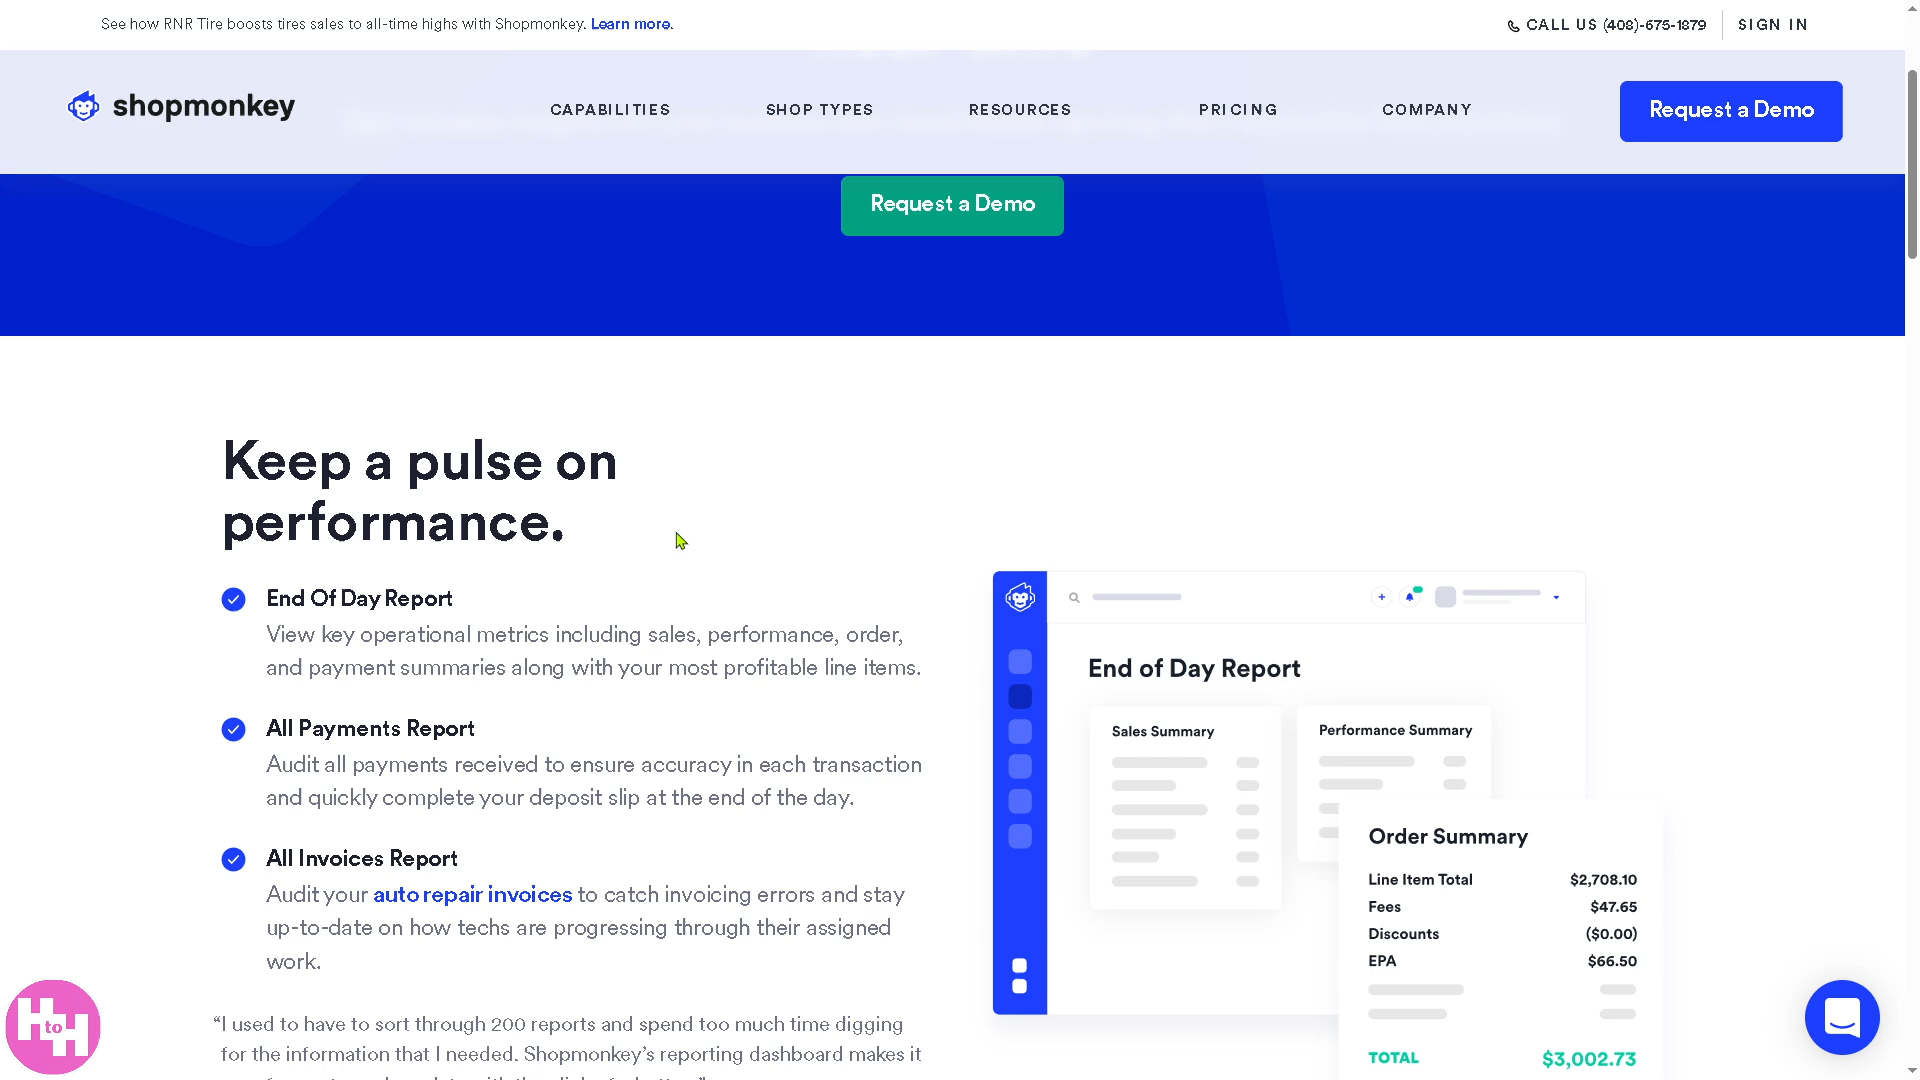 See how RNR Tire boosts tires sales to all-time highs with Shopmonkey. Learn more.
CALL US (408)-675-1879
SIGN IN
shopmonkey
CAPABILITIES
SHOP TYPES
RESOURCES
PRICING
COMPANY
Request a Demo
Request a Demo
Keep a pulse on
performance.
End Of Day Report
View key operational metrics including sales, performance, order,
and payment summaries along with your most profitable line items.
All Payments Report
Audit all payments received to ensure accuracy in each transaction
and quickly complete your deposit slip at the end of the day.
All Invoices Report
Audit your auto repair invoices to catch invoicing errors and stay
up-to-date on how techs are progressing through their assigned
work.
“I used to have to sort through 200 reports and spend too much time digging
for the information that I needed. Shopmonkey’s reporting dashboard makes it
End of Day Report
Sales Summary
Performance Summary
Order Summary
Line Item Total $2,708.10
Fees $47.65
Discounts ($0.00)
EPA $66.50
TOTAL $3,002.73
H to H